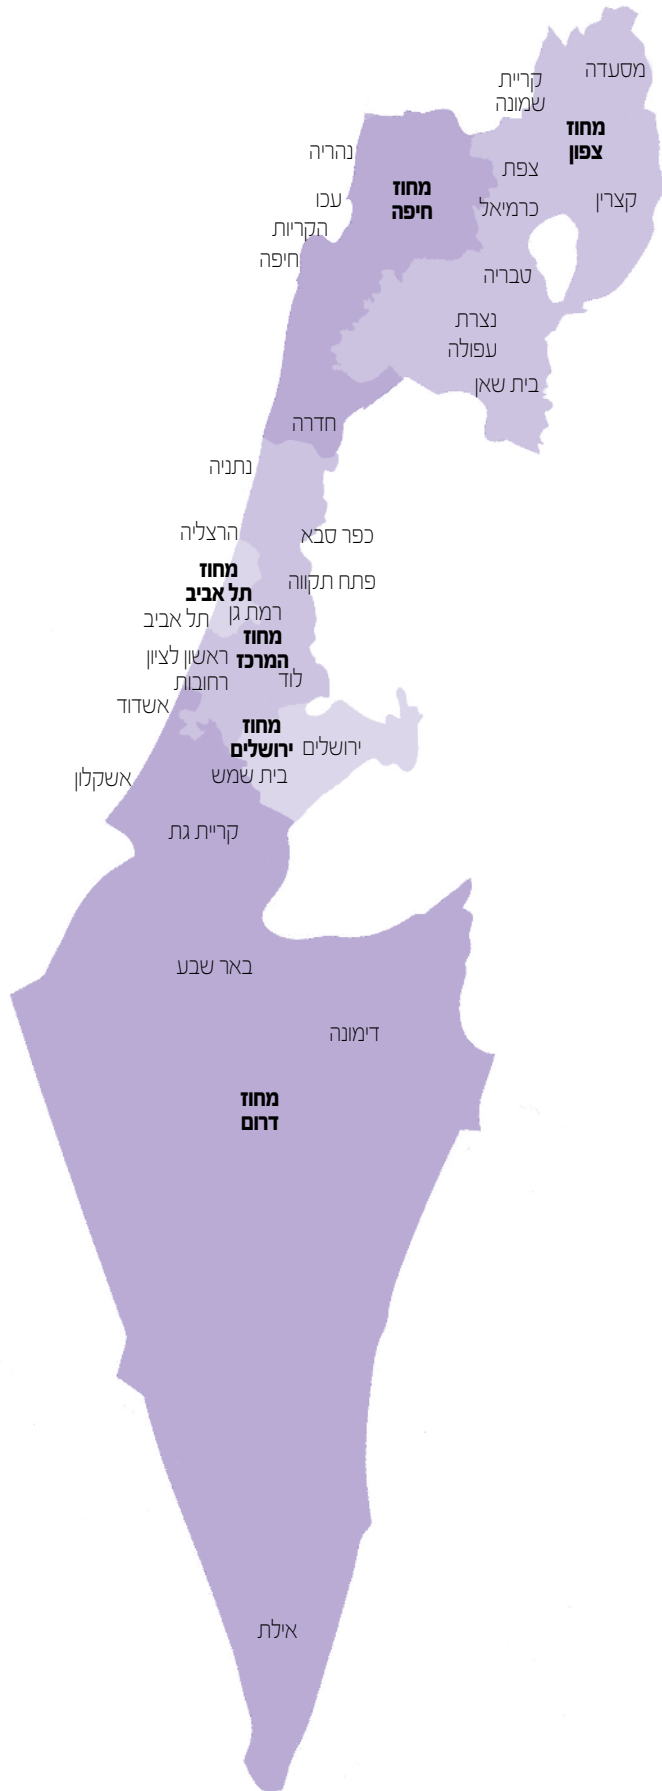 מסעדה
קריית
שמונה
מחוז
צפון
נהריה
צפת
מחוז
חיפה
עכו
כרמיאל
קצרין
הקריות
חיפה
טבריה
נצרת
עפולה
בית שאן
חדרה
נתניה
הרצליה
כפר סבא
מחוז
תל אביב
פתח תקווה
רמת גן
תל אביב
מחוז
המרכז
ראשון לציון
לוד
רחובות
אשדוד
מחוז
ירושלים
ירושלים
בית שמש
אשקלון
קריית גת
באר שבע
דימונה
מחוז
דרום
אילת